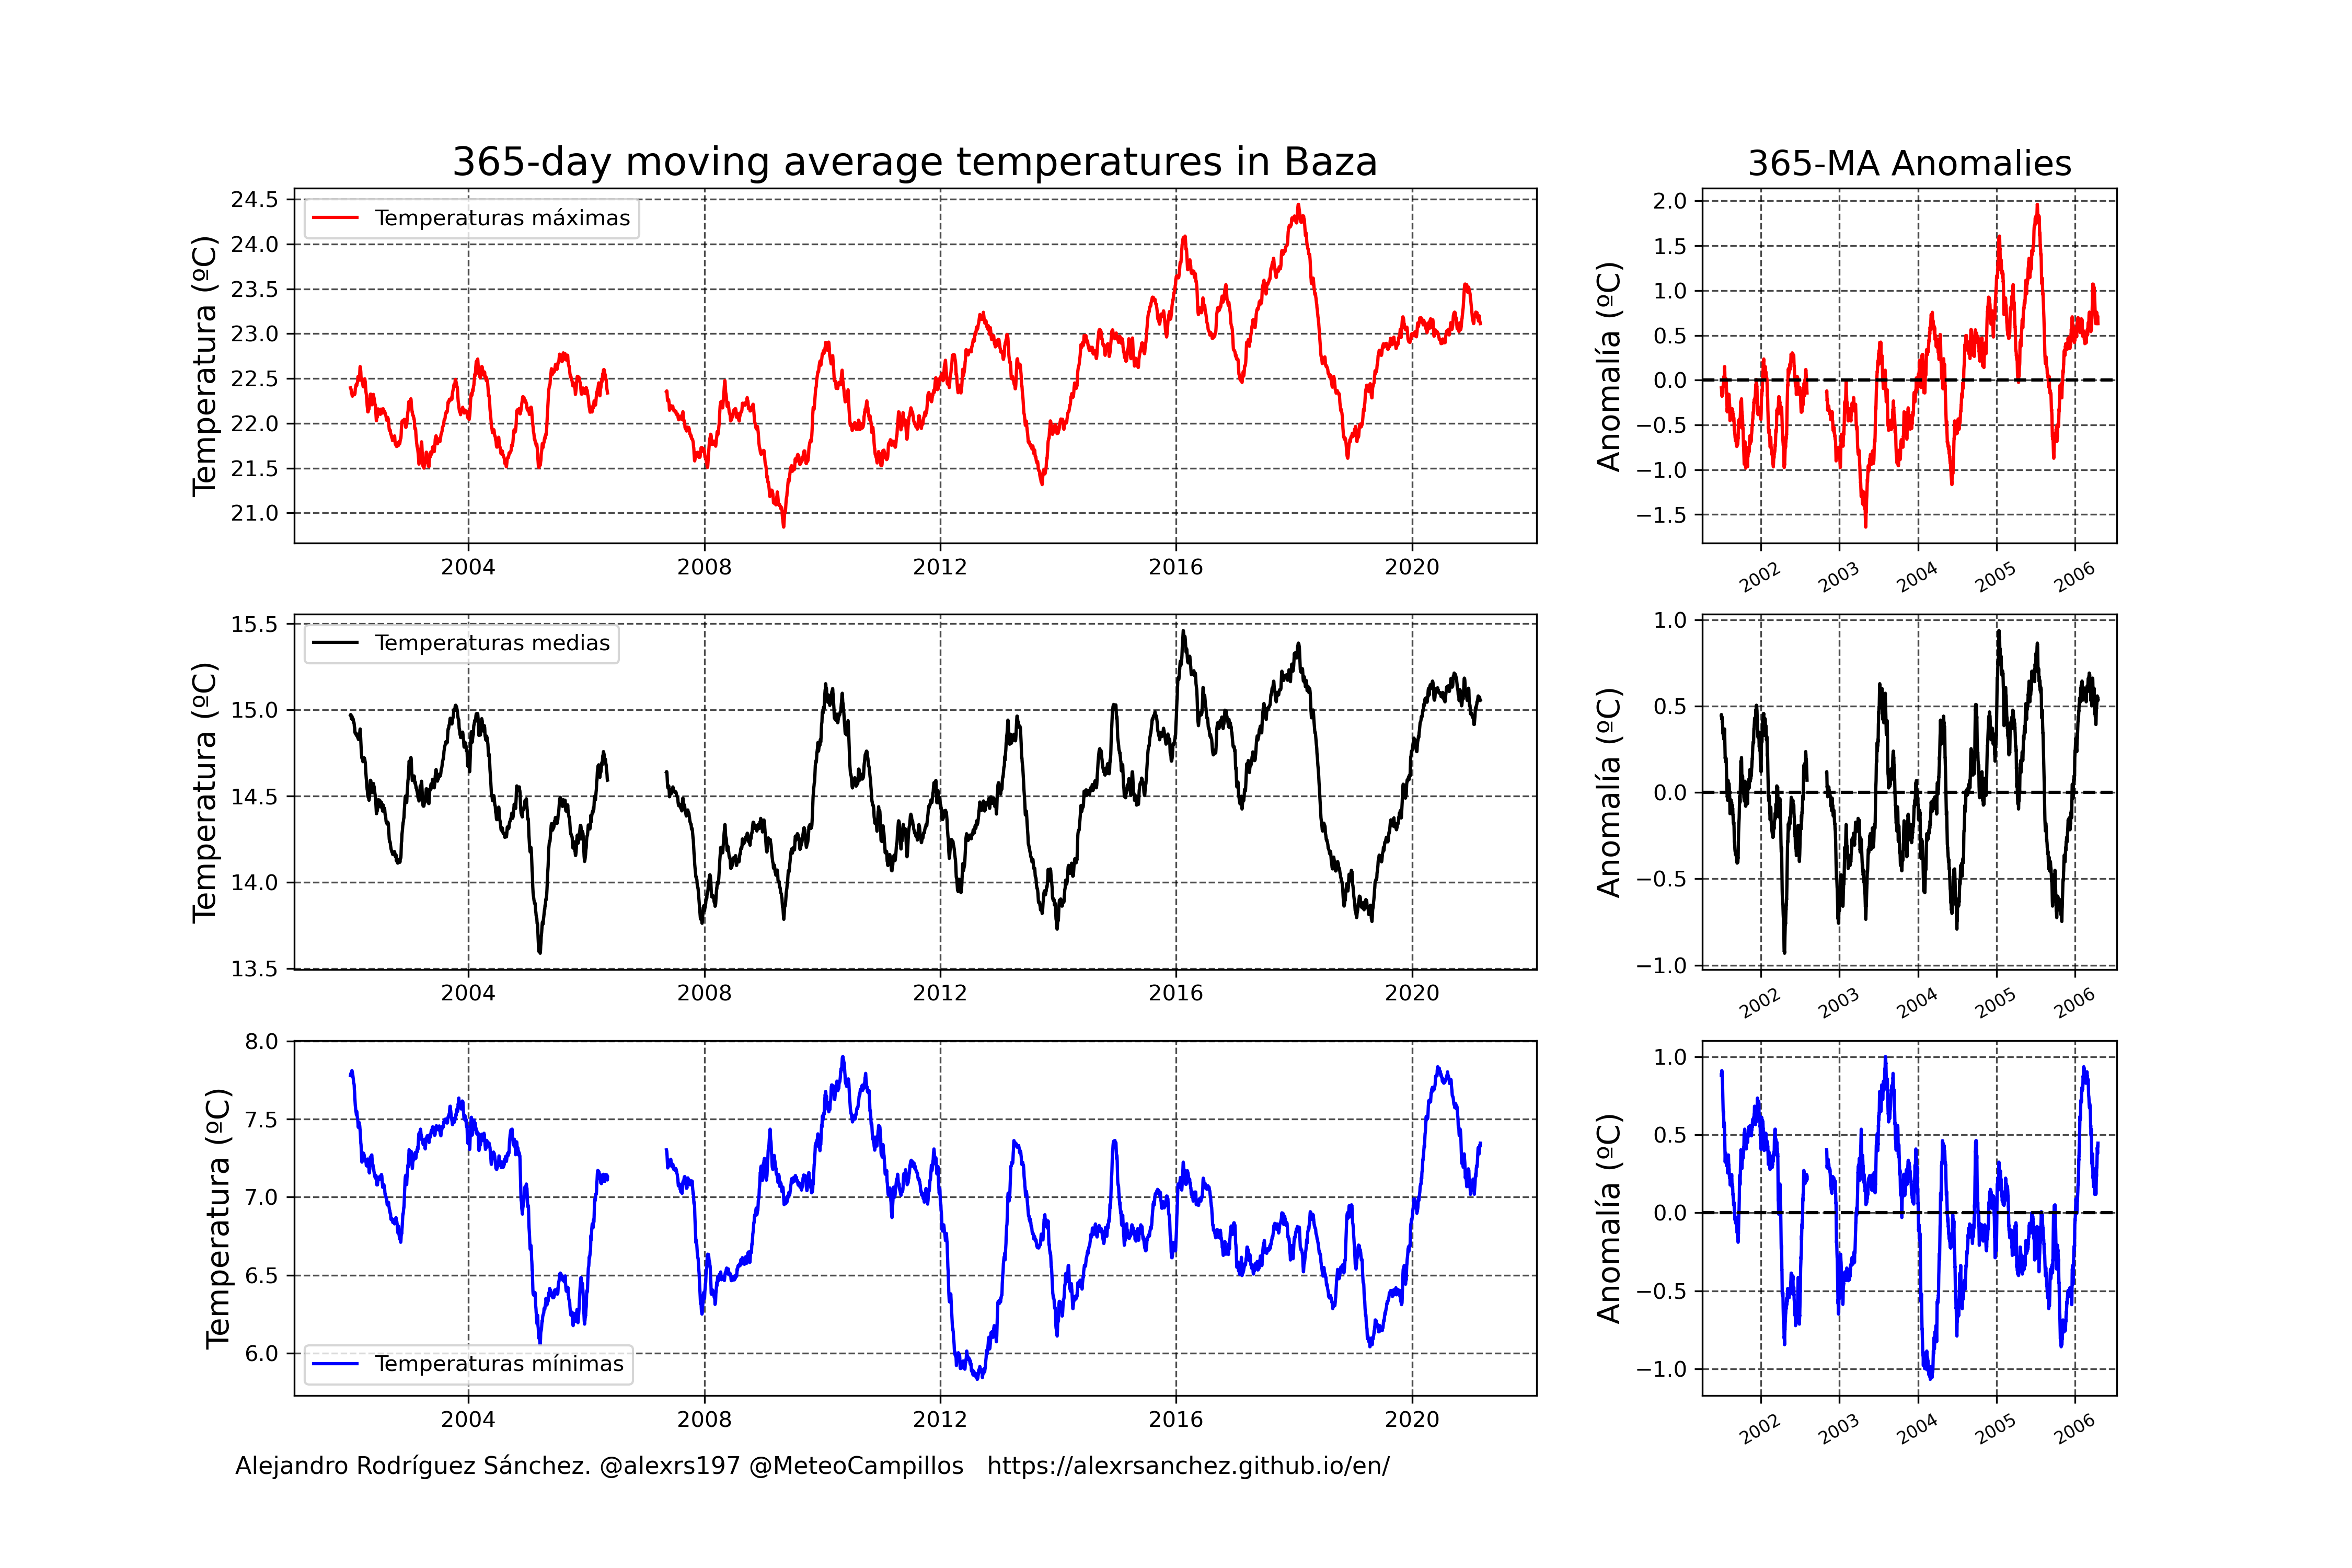 365-day moving average temperatures in Baza
365-MA Anomalies
Temperatura (ºC)
24.5
24.0
23.5
23.0
22.5
22.0
21.5
21.0
Temperaturas máximas
2004 2008 2012 2016 2020
Anomalía (ºC)
2.0
1.5
1.0
0.5
0.0
−0.5
−1.0
−1.5
2002 2003 2004 2005 2006
Temperatura (ºC)
15.5
15.0
14.5
14.0
13.5
Temperaturas medias
2004 2008 2012 2016 2020
Anomalía (ºC)
1.0
0.5
0.0
−0.5
−1.0
2002 2003 2004 2005 2006
Temperatura (ºC)
8.0
7.5
7.0
6.5
6.0
Temperaturas mínimas
2004 2008 2012 2016 2020
Anomalía (ºC)
1.0
0.5
0.0
−0.5
−1.0
2002 2003 2004 2005 2006
Alejandro Rodríguez Sánchez. @alexrs197 @MeteoCampillos https://alexrsanchez.github.io/en/